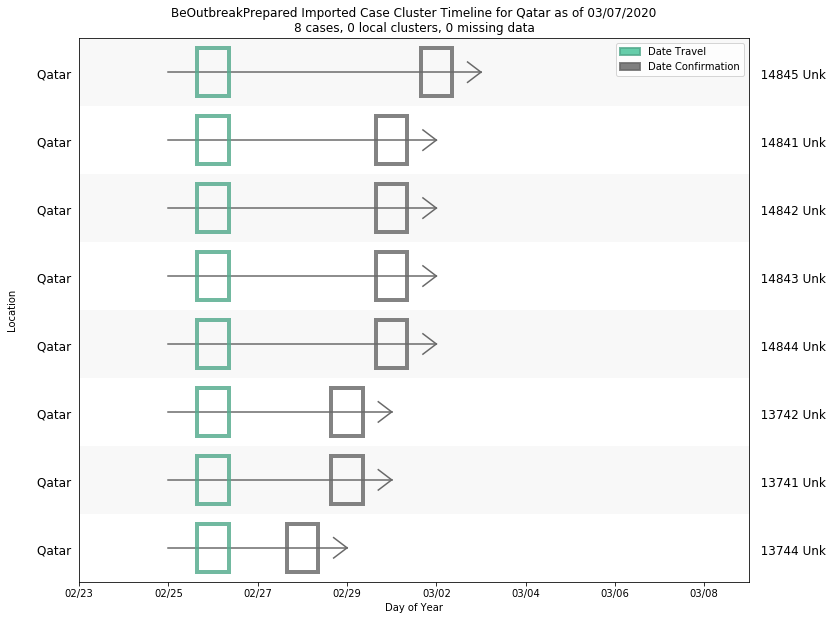 BeOutbreakPrepared Imported Case Cluster Timeline for Qatar as of 03/07/2020
8 cases, 0 local clusters, 0 missing data
Date Travel
Date Confirmation
Qatar 14845 Unk
Qatar 14841 Unk
Qatar 14842 Unk
Qatar 14843 Unk
Qatar 14844 Unk
Qatar 13742 Unk
Qatar 13741 Unk
Qatar 13744 Unk
Location
02/23 02/25 02/27 02/29 03/02 03/04 03/06 03/08
Day of Year